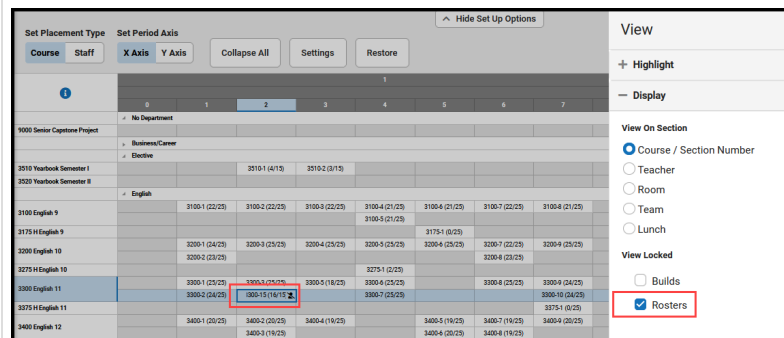 Hide Set Up Options
Set Placement Type Set Period Axis
Course Staff X Axis Y Axis Collapse All Settings Restore
1
0 1 2 3 4 5 6 7
No Department
9000 Senior Capstone Project
Business/Career
Elective
3510 Yearbook Semester I 3510-1 (4/15) 3510-2 (3/15)
3520 Yearbook Semester II
English
3100 English 9 3100-1 (22/25) 3100-2 (22/25) 3100-3 (22/25) 3100-4 (21/25) 3100-6 (21/25) 3100-7 (22/25) 3100-8 (21/25)
3100-5 (21/25)
3175 H English 9 3175-1 (0/25)
3200 English 10 3200-1 (24/25) 3200-3 (25/25) 3200-4 (25/25) 3200-5 (25/25) 3200-6 (25/25) 3200-7 (22/25) 3200-9 (25/25)
3200-2 (23/25) 3200-8 (23/25)
3275 H English 10 3275-1 (2/25)
3300 English 11 3300-1 (25/25) 3300-3 (25/25) 3300-5 (18/25) 3300-6 (25/25) 3300-8 (25/25) 3300-9 (24/25)
3300-2 (24/25) 3300-15 (16/15 3300-7 (25/25) 3300-10 (24/25)
3375 H English 11 3375-1 (0/25)
3400 English 12 3400-1 (20/25) 3400-2 (20/25) 3400-4 (19/25) 3400-5 (19/25) 3400-7 (19/25) 3400-9 (20/25)
3400-3 (19/25) 3400-6 (20/25) 3400-8 (19/25)
View
Highlight
Display
View On Section
Course / Section Number
Teacher
Room
Team
Lunch
View Locked
Builds
Rosters